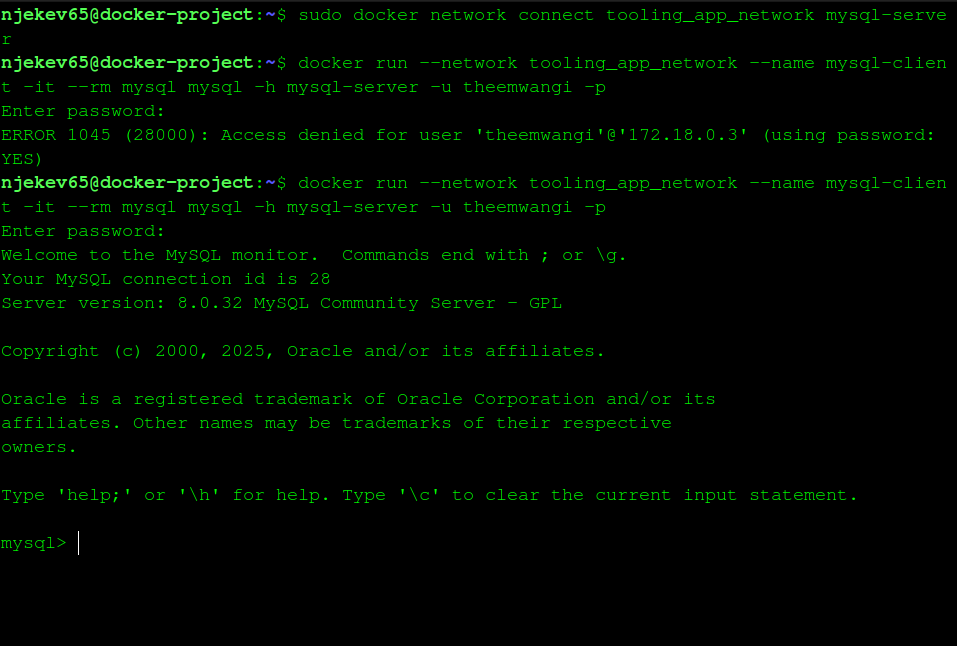 njekev65@docker-project:~$ sudo docker network connect tooling_app_network mysql-serve
r
njekev65@docker-project:~$ docker run --network tooling_app_network --name mysql-clien
t -it --rm mysql mysql -h mysql-server -u theemwangi -p
Enter password:
ERROR 1045 (28000): Access denied for user 'theemwangi'@'172.18.0.3' (using password:
YES)
njekev65@docker-project:~$ docker run --network tooling_app_network --name mysql-clien
t -it --rm mysql mysql -h mysql-server -u theemwangi -p
Enter password:
Welcome to the MySQL monitor.  Commands end with ; or \g.
Your MySQL connection id is 28
Server version: 8.0.32 MySQL Community Server - GPL

Copyright (c) 2000, 2025, Oracle and/or its affiliates.

Oracle is a registered trademark of Oracle Corporation and/or its
affiliates. Other names may be trademarks of their respective
owners.

Type 'help;' or '\h' for help. Type '\c' to clear the current input statement.

mysql>